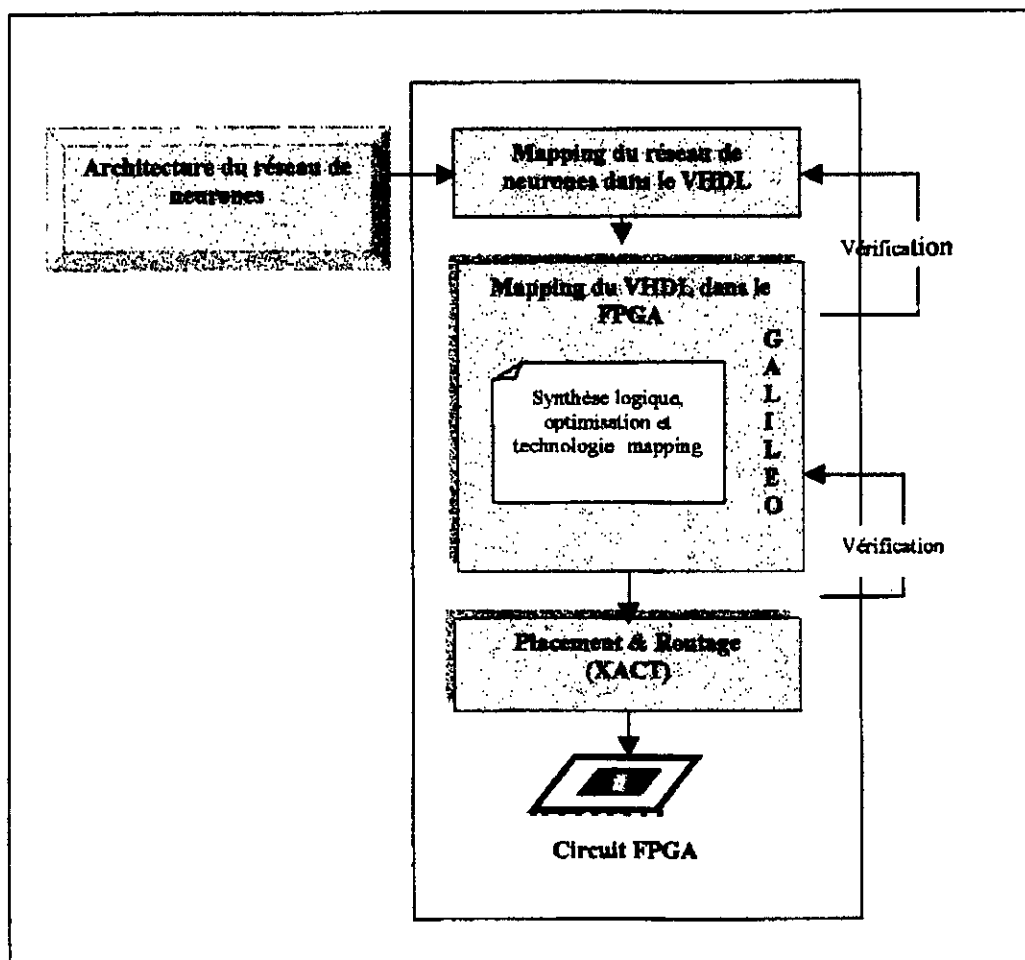 Architecture du réseau de
neurones
Mapping du réseau de
neurones dans le VHDL
Vérification
Mapping du VHDL dans le
FPGA
GALILEO
Synthèse logique,
optimisation et
technologie mapping
Vérification
Placement & Routage
(XACT)
Circuit FPGA